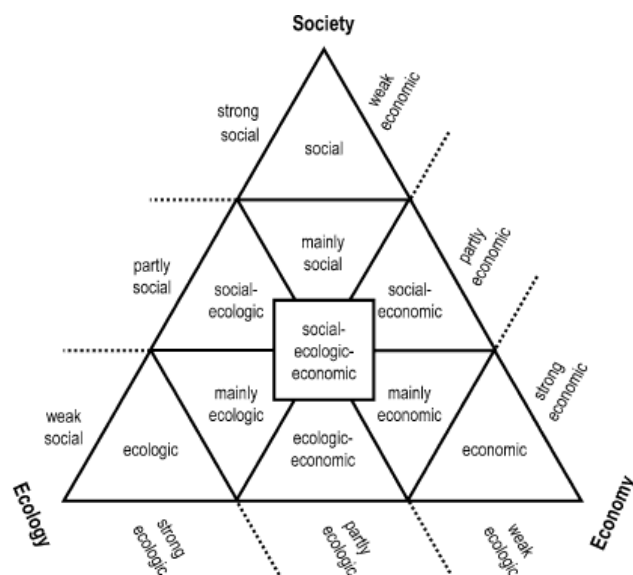 Society
strong
social
weak
economic
social
mainly
social
partly
social
partly
economic
social-
ecologic
social-
economic
social-
ecologic-
economic
mainly
ecologic
mainly
economic
weak
social
strong
economic
ecologic
ecologic-
economic
economic
Ecology
Economy
strong
ecologic
partly
ecologic
weak
ecologic